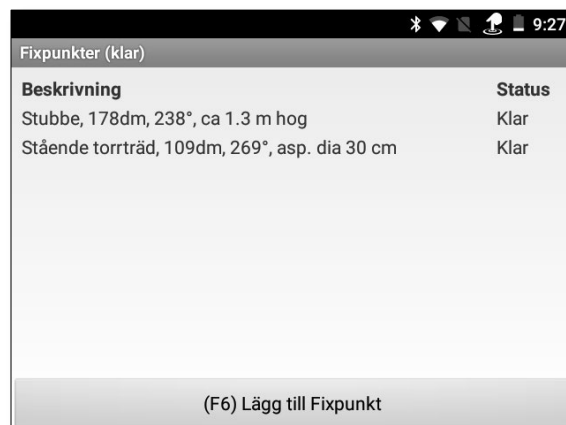 9:27
Fixpunkter (klar)
Beskrivning Status
Stubbe, 178dm, 238°, ca 1.3 m hog Klar
Stående torrträd, 109dm, 269°, asp. dia 30 cm Klar
(F6) Lägg till Fixpunkt